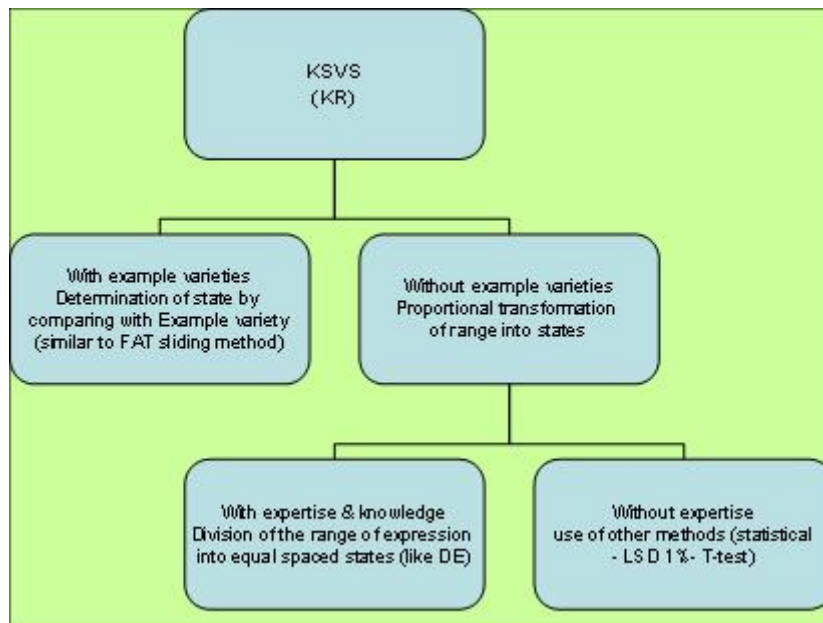 KSVS
(KR)
With example varieties
Determination of state by
comparing with Example variety
(similar to FAT sliding method)
Without example varieties
Proportional transformation
of range into states
With expertise & knowledge
Division of the range of expression
into equal spaced states (like DE)
Without expertise
use of other methods (statistical
- LSD 1%- T-test)